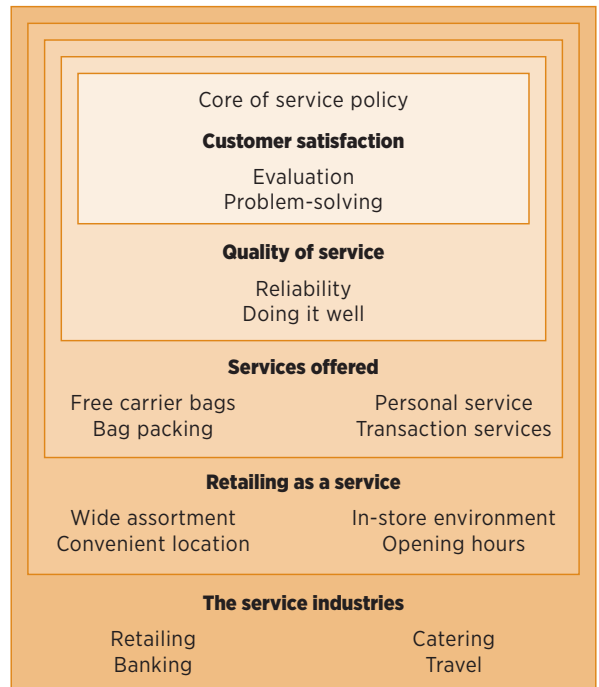 Core of service policy
Customer satisfaction
Evaluation
Problem-solving
Quality of service
Reliability
Doing it well
Services offered
Free carrier bags Personal service
Bag packing Transaction services
Retailing as a service
Wide assortment In-store environment
Convenient location Opening hours
The service industries
Retailing Catering
Banking Travel